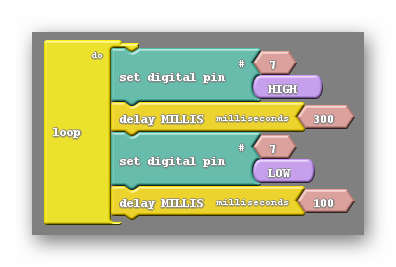 do
set digital pin # 7
HIGH
delay MILLIS milliseconds 300
loop
set digital pin # 7
LOW
delay MILLIS milliseconds 100